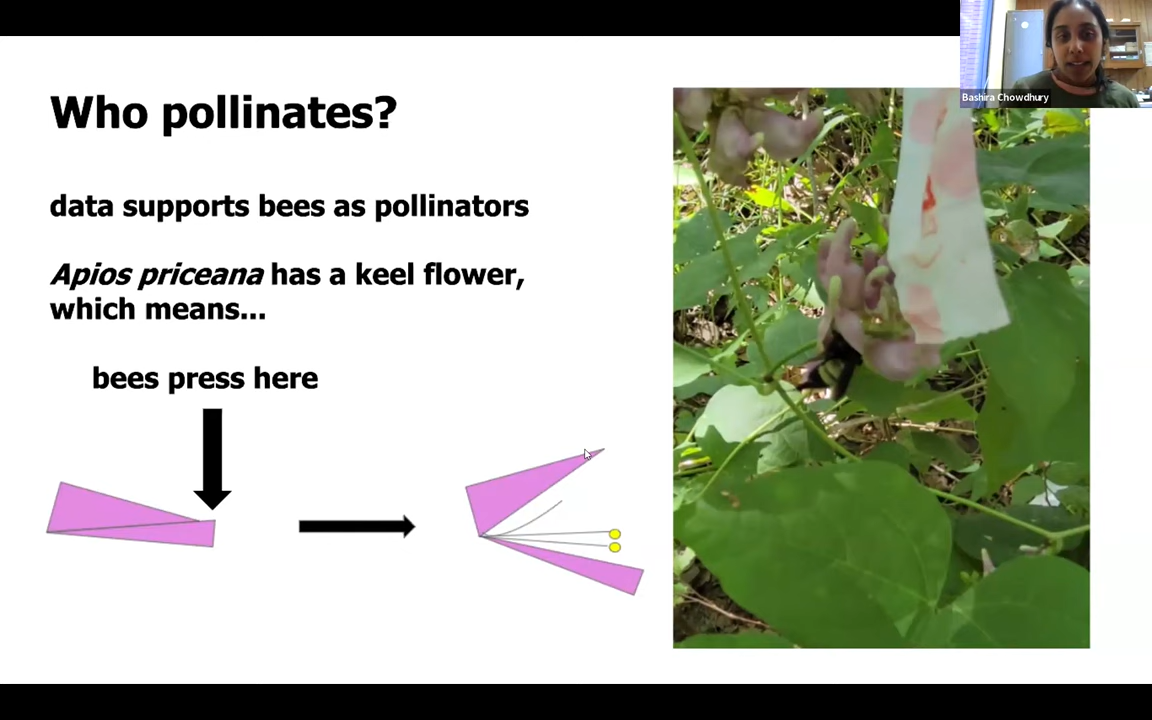 Bashira Chowdhury
Who pollinates?
data supports bees as pollinators
Apios priceana has a keel flower,
which means...
bees press here